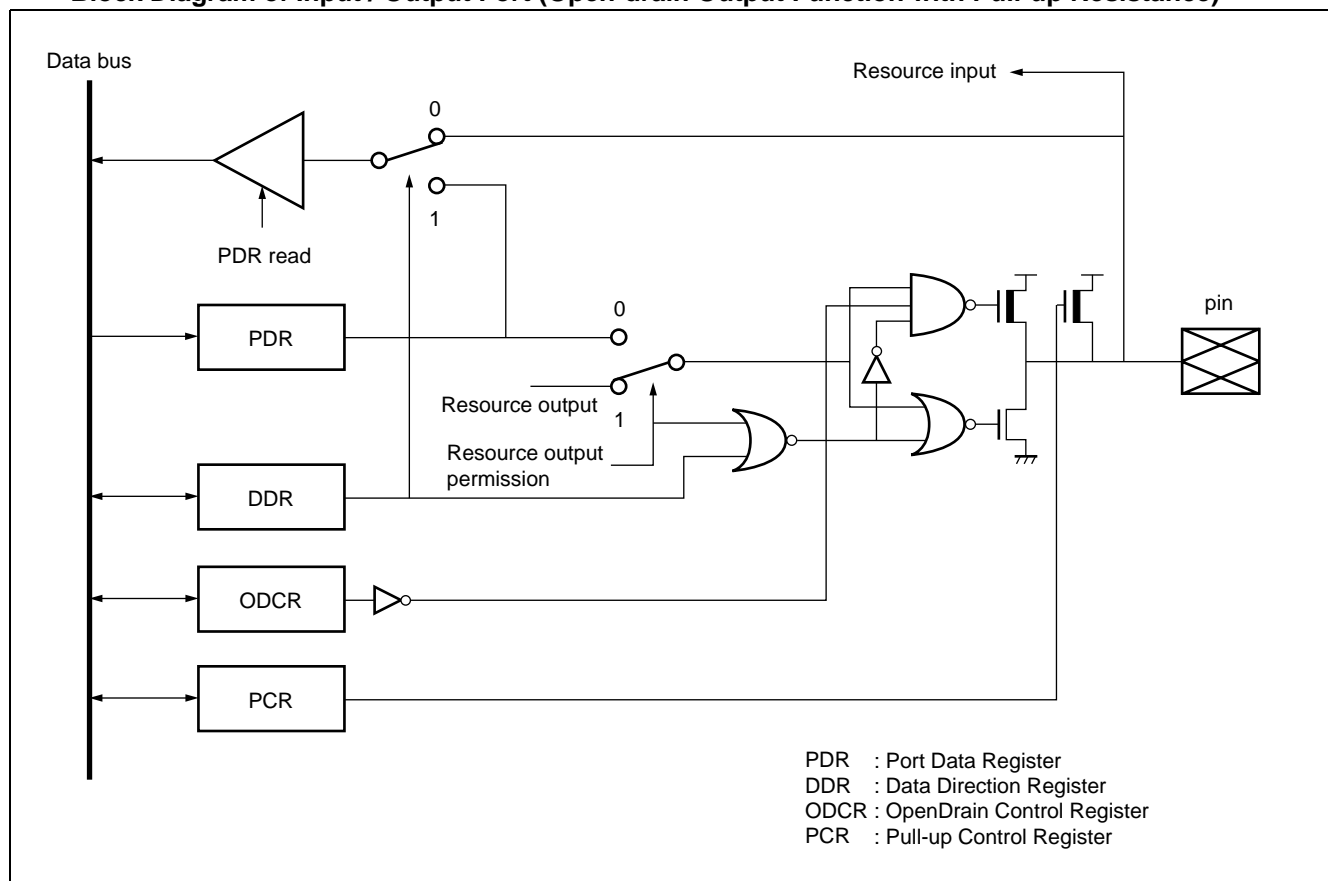 Block Diagram of Input / Output Port (Open-drain Output Function with Pull-up Resistance)
Data bus
Resource input
0
1
PDR read
PDR
0
pin
Resource output
1
Resource output
permission
DDR
ODCR
PCR
PDR : Port Data Register
DDR : Data Direction Register
ODCR : OpenDrain Control Register
PCR : Pull-up Control Register